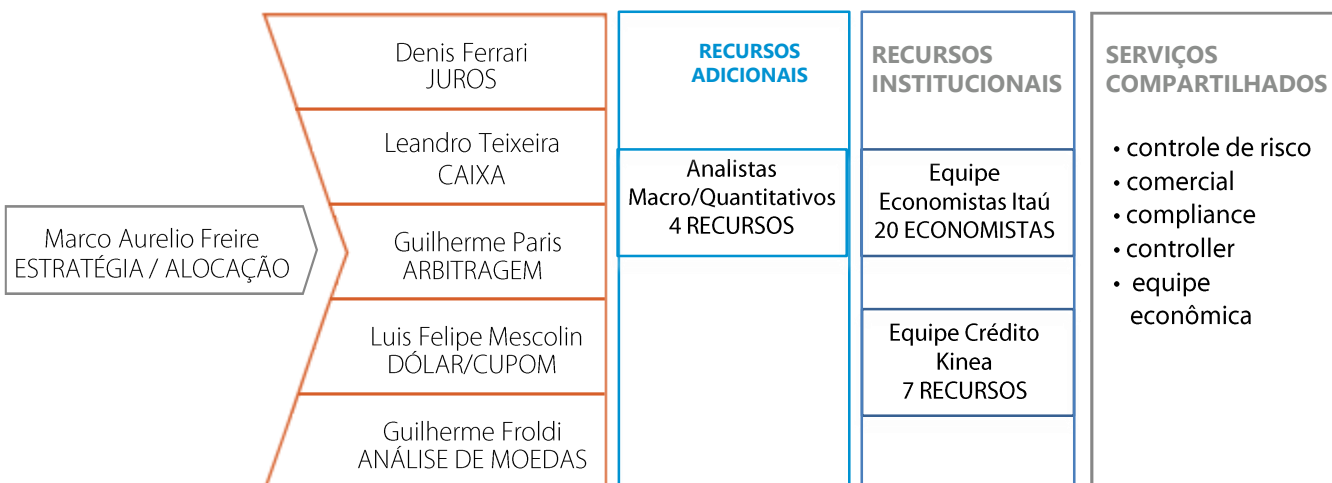 Marco Aurelio Freire
ESTRATÉGIA / ALOCAÇÃO
Denis Ferrari
JUROS
Leandro Teixeira
CAIXA
Guilherme Paris
ARBITRAGEM
Luis Felipe Mescolin
DÓLAR/CUPOM
Guilherme Froldi
ANÁLISE DE MOEDAS
RECURSOS
ADICIONAIS
Analistas
Macro/Quantitativos
4 RECURSOS
RECURSOS
INSTITUCIONAIS
Equipe
Economistas Itaú
20 ECONOMISTAS
Equipe Crédito
Kinea
7 RECURSOS
SERVIÇOS
COMPARTILHADOS
• controle de risco
• comercial
• compliance
• controller
• equipe
econômica